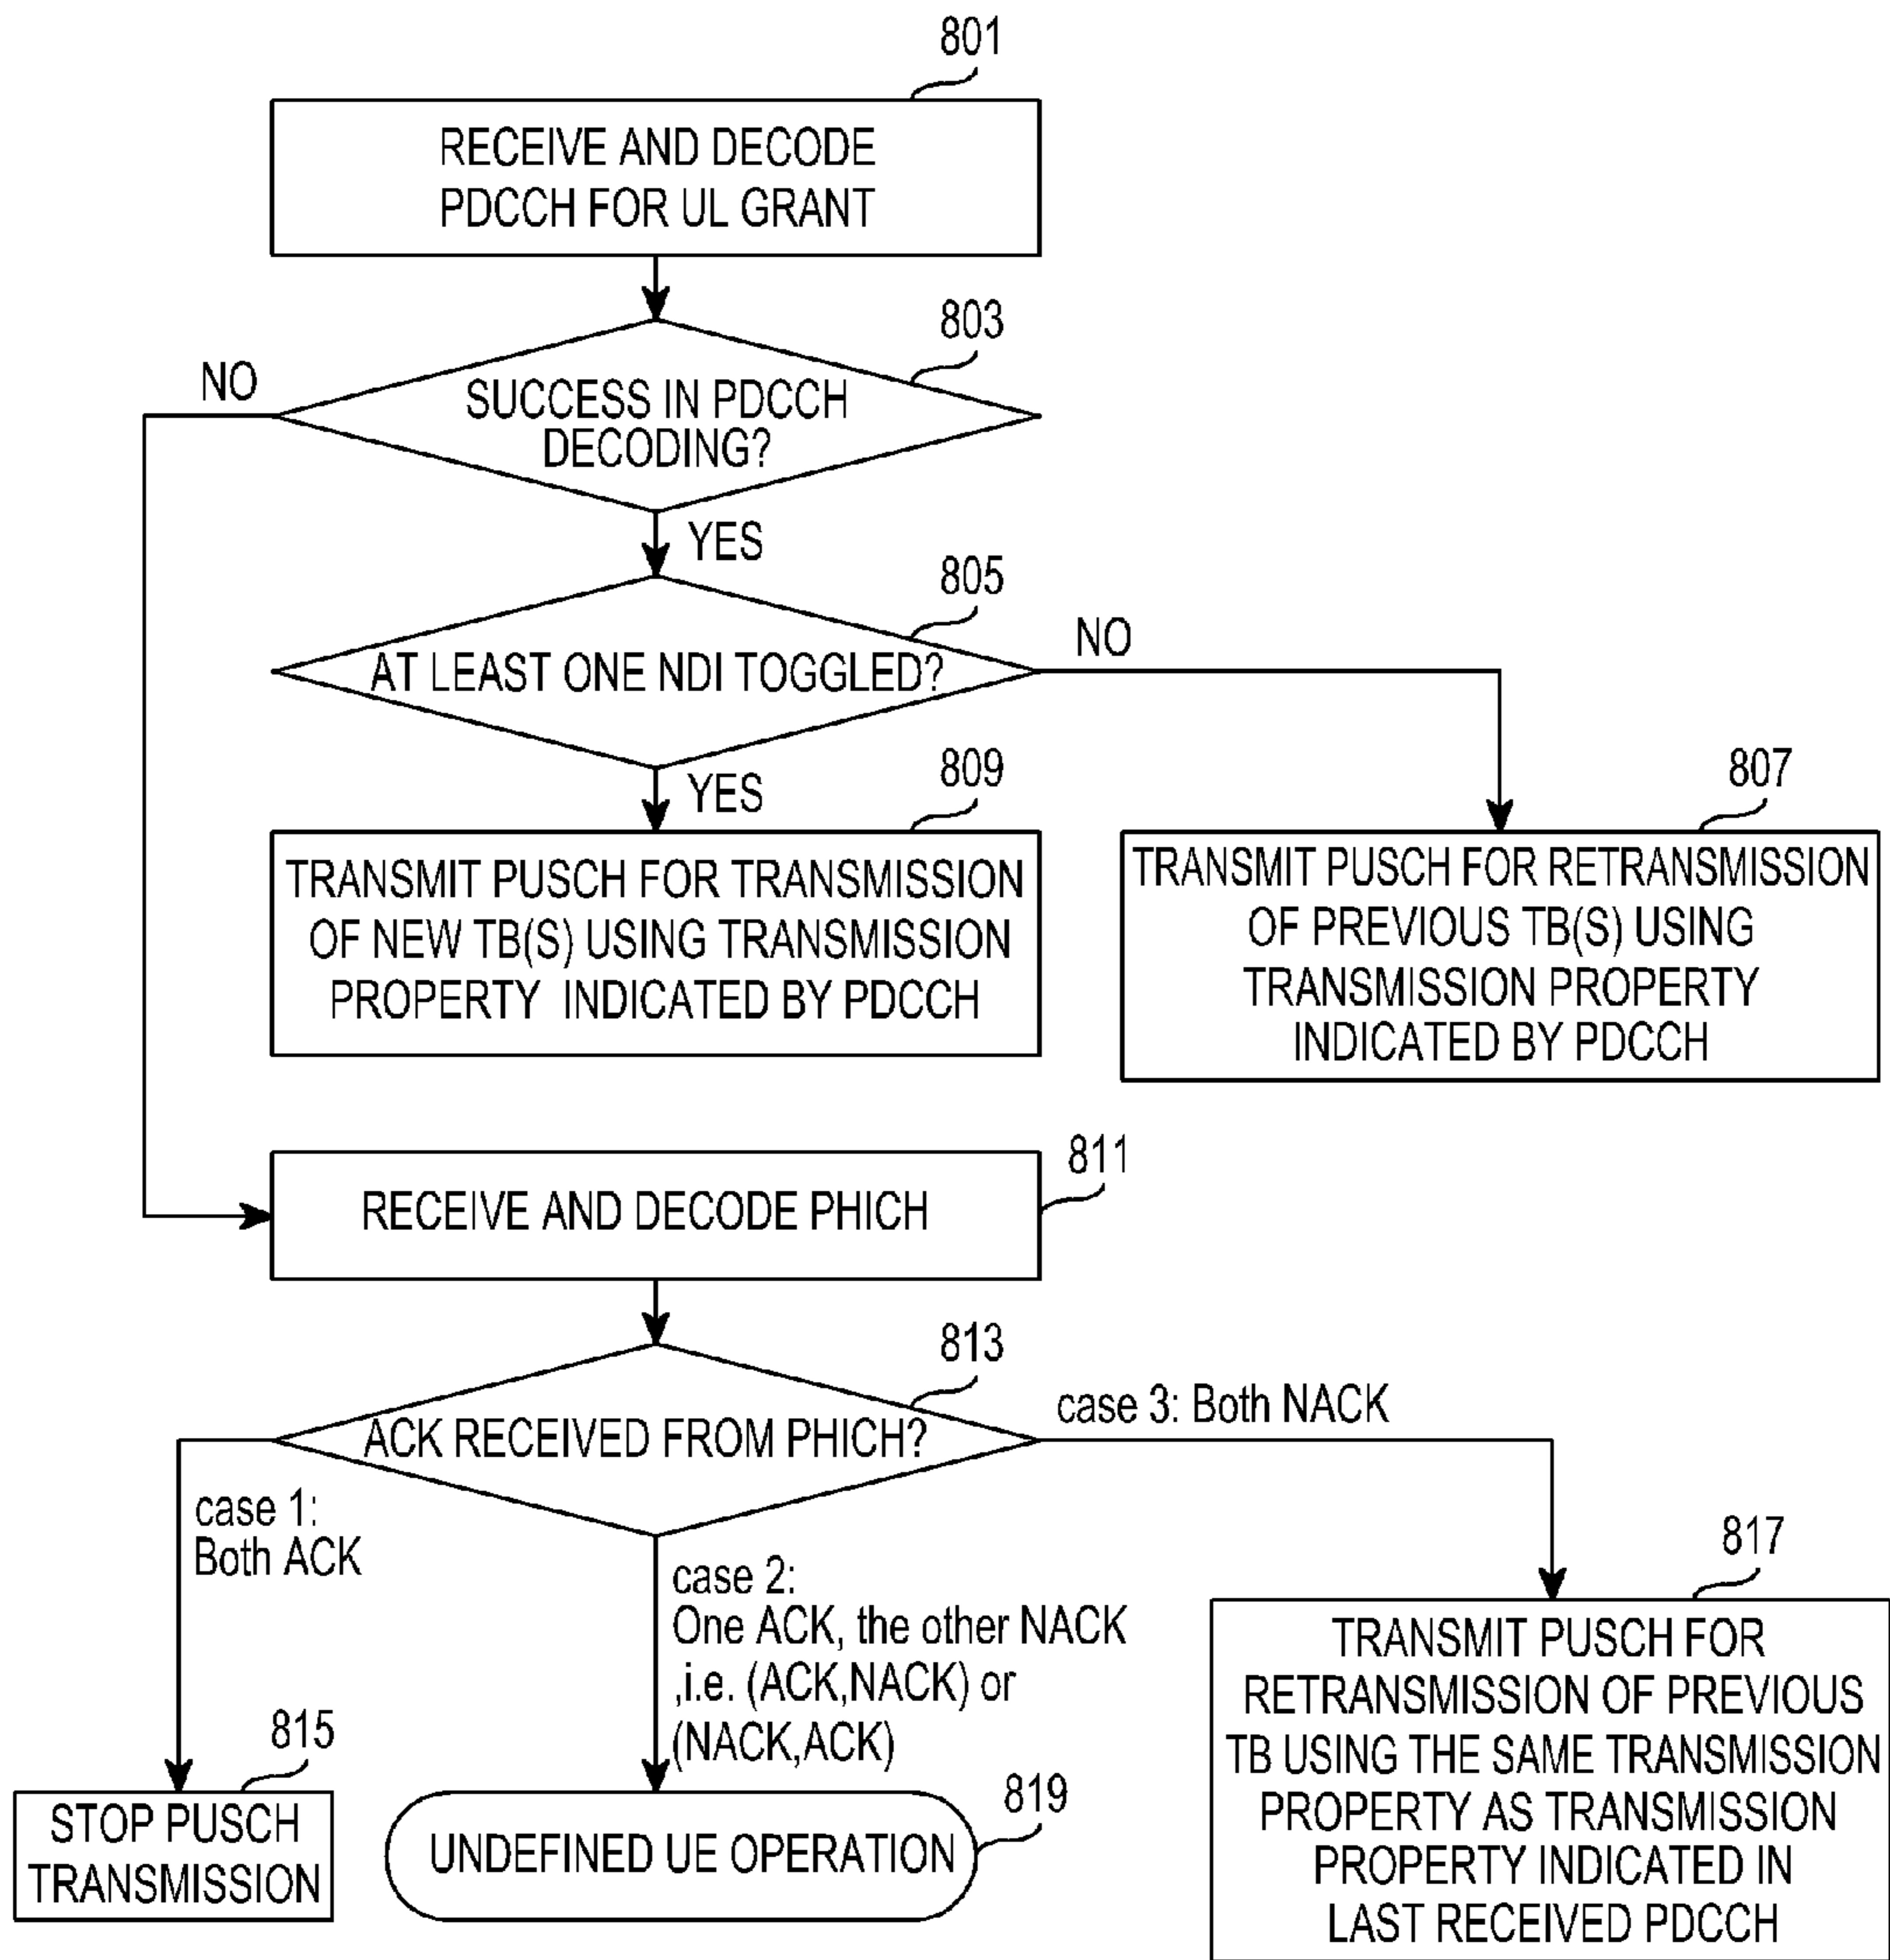 801
RECEIVE AND DECODE
PDCCH FOR UL GRANT
803
NO
SUCCESS IN PDCCH
DECODING?
YES
805
NO
AT LEAST ONE NDI TOGGLED?
YES
809
TRANSMIT PUSCH FOR TRANSMISSION
OF NEW TB(S) USING TRANSMISSION
PROPERTY INDICATED BY PDCCH
807
TRANSMIT PUSCH FOR RETRANSMISSION
OF PREVIOUS TB(S) USING
TRANSMISSION PROPERTY
INDICATED BY PDCCH
811
RECEIVE AND DECODE PHICH
813
ACK RECEIVED FROM PHICH?
case 3: Both NACK
case 1:
Both ACK
case 2:
One ACK, the other NACK
,i.e. (ACK,NACK) or
(NACK,ACK)
815
STOP PUSCH
TRANSMISSION
819
UNDEFINED UE OPERATION
817
TRANSMIT PUSCH FOR
RETRANSMISSION OF PREVIOUS
TB USING THE SAME TRANSMISSION
PROPERTY AS TRANSMISSION
PROPERTY INDICATED IN
LAST RECEIVED PDCCH